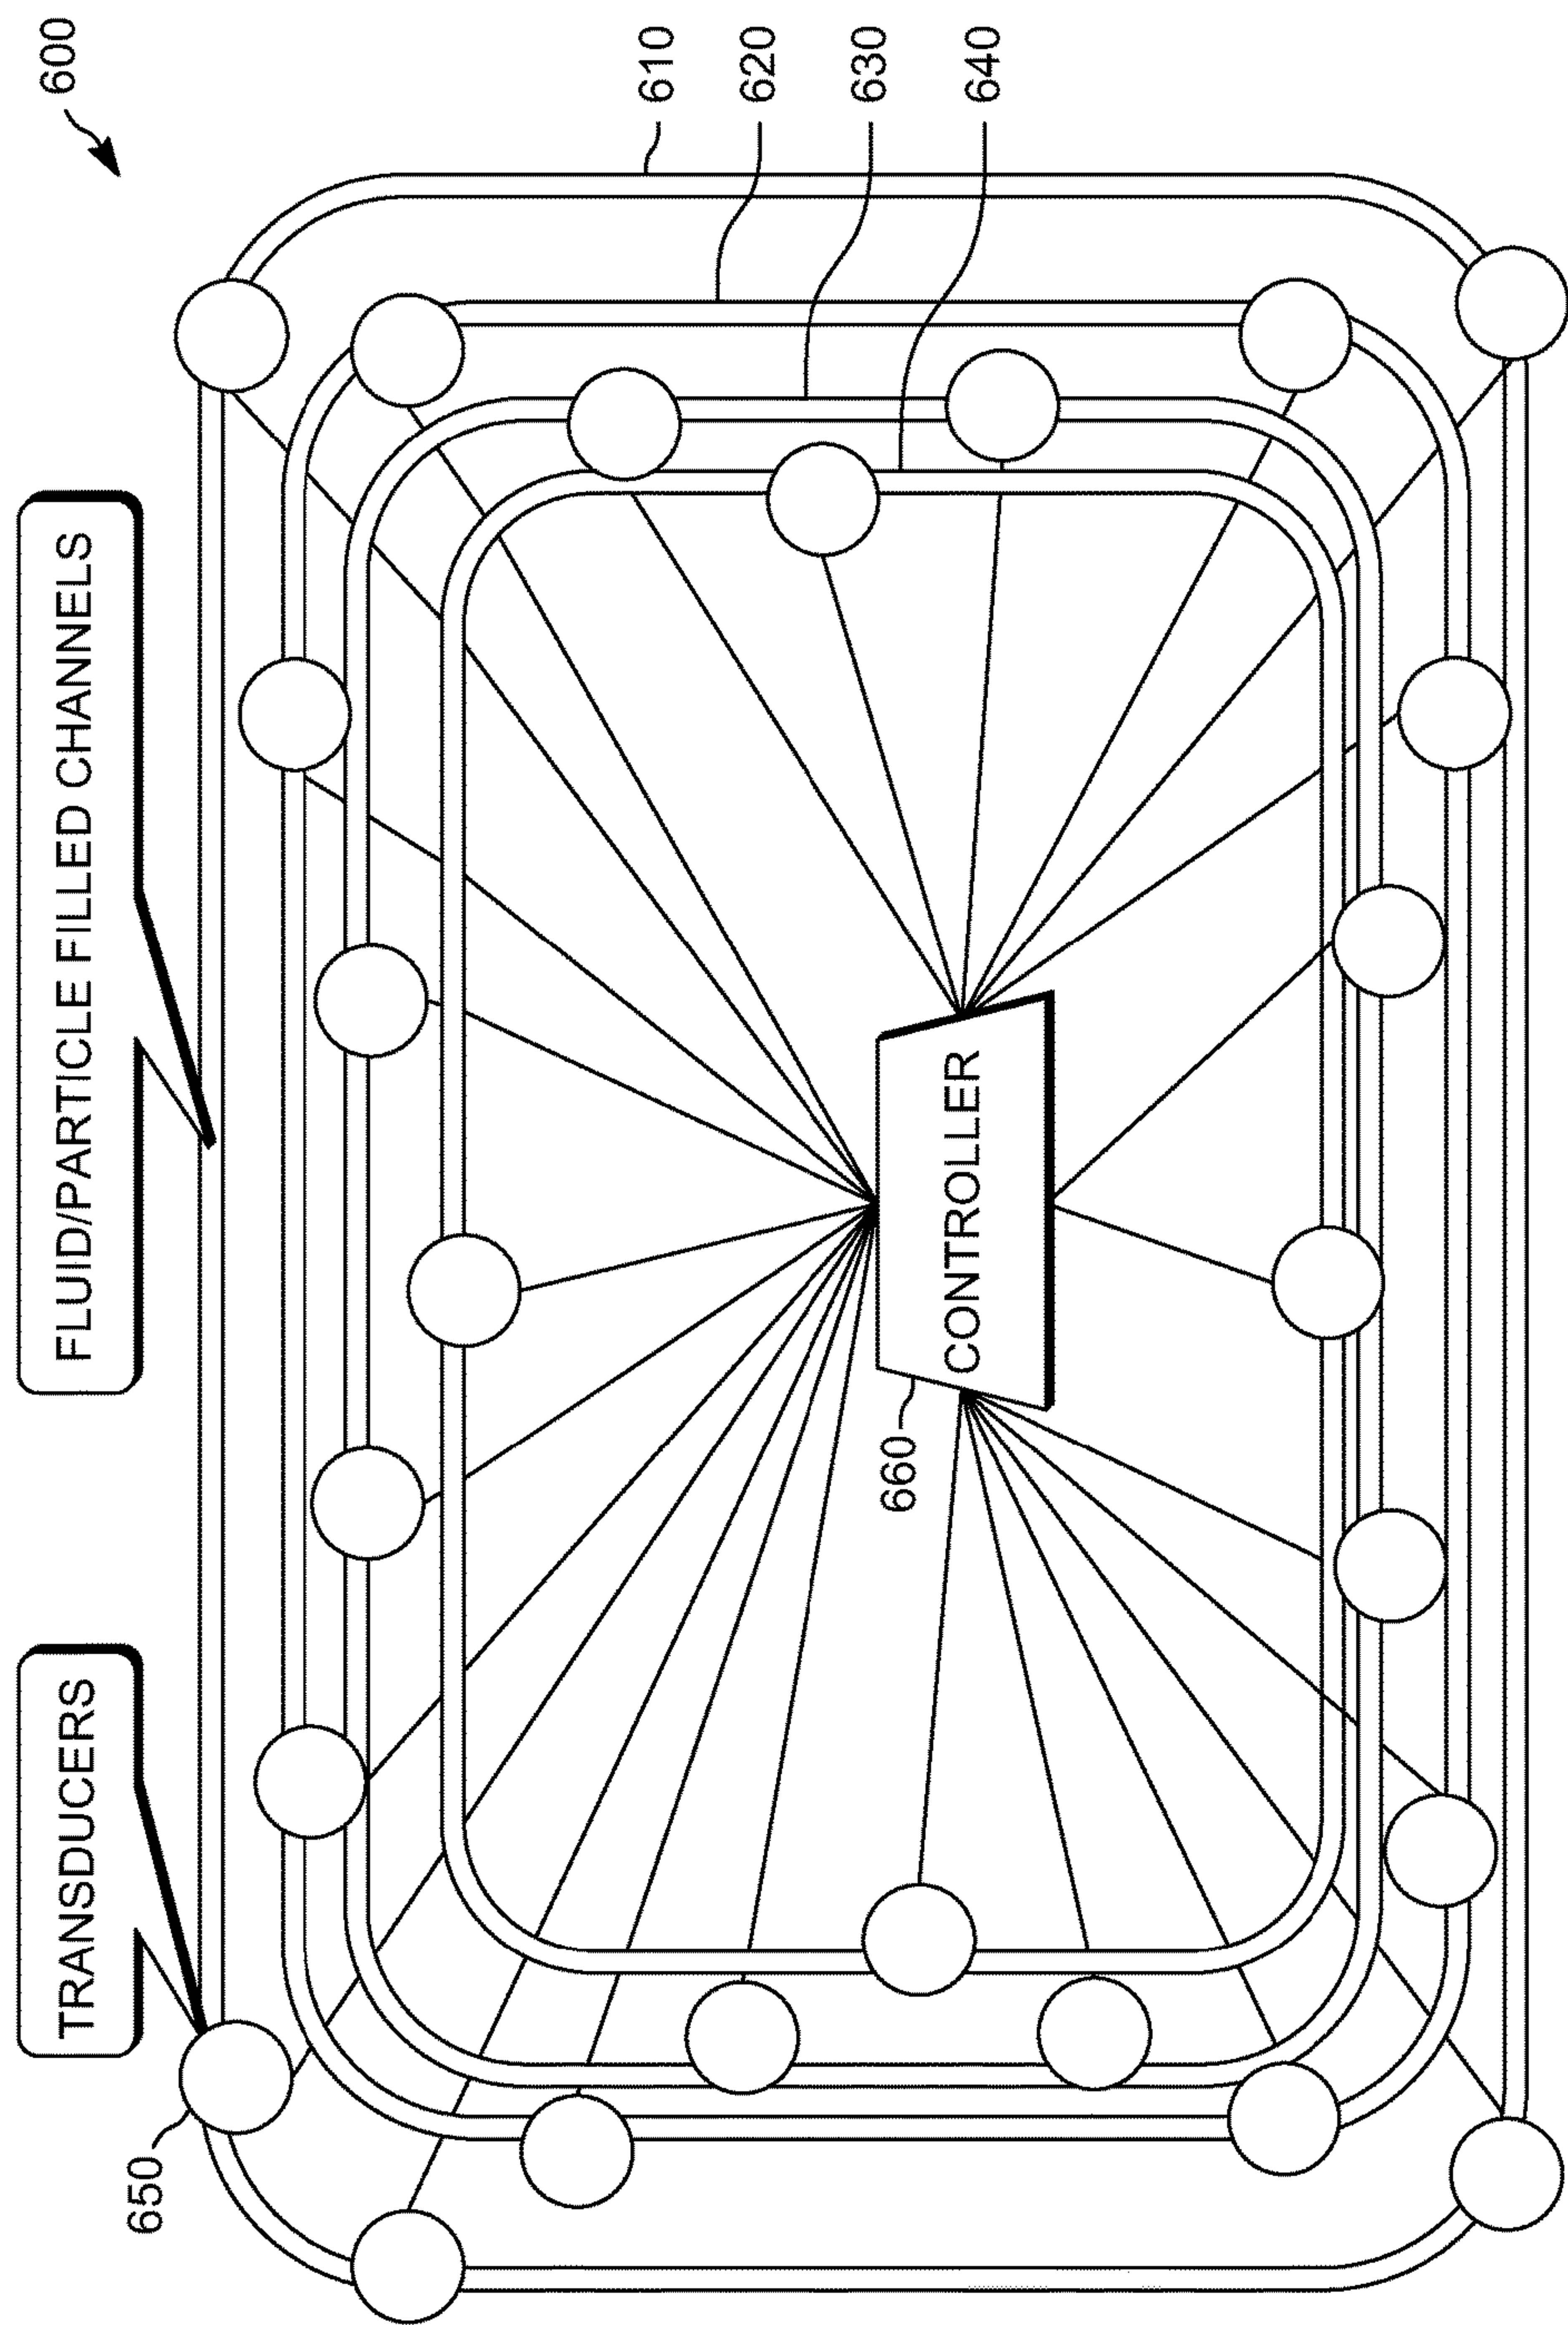 600
610
620
630
640
FLUID/PARTICLE FILLED CHANNELS
TRANSDUCERS
650
660
CONTROLLER